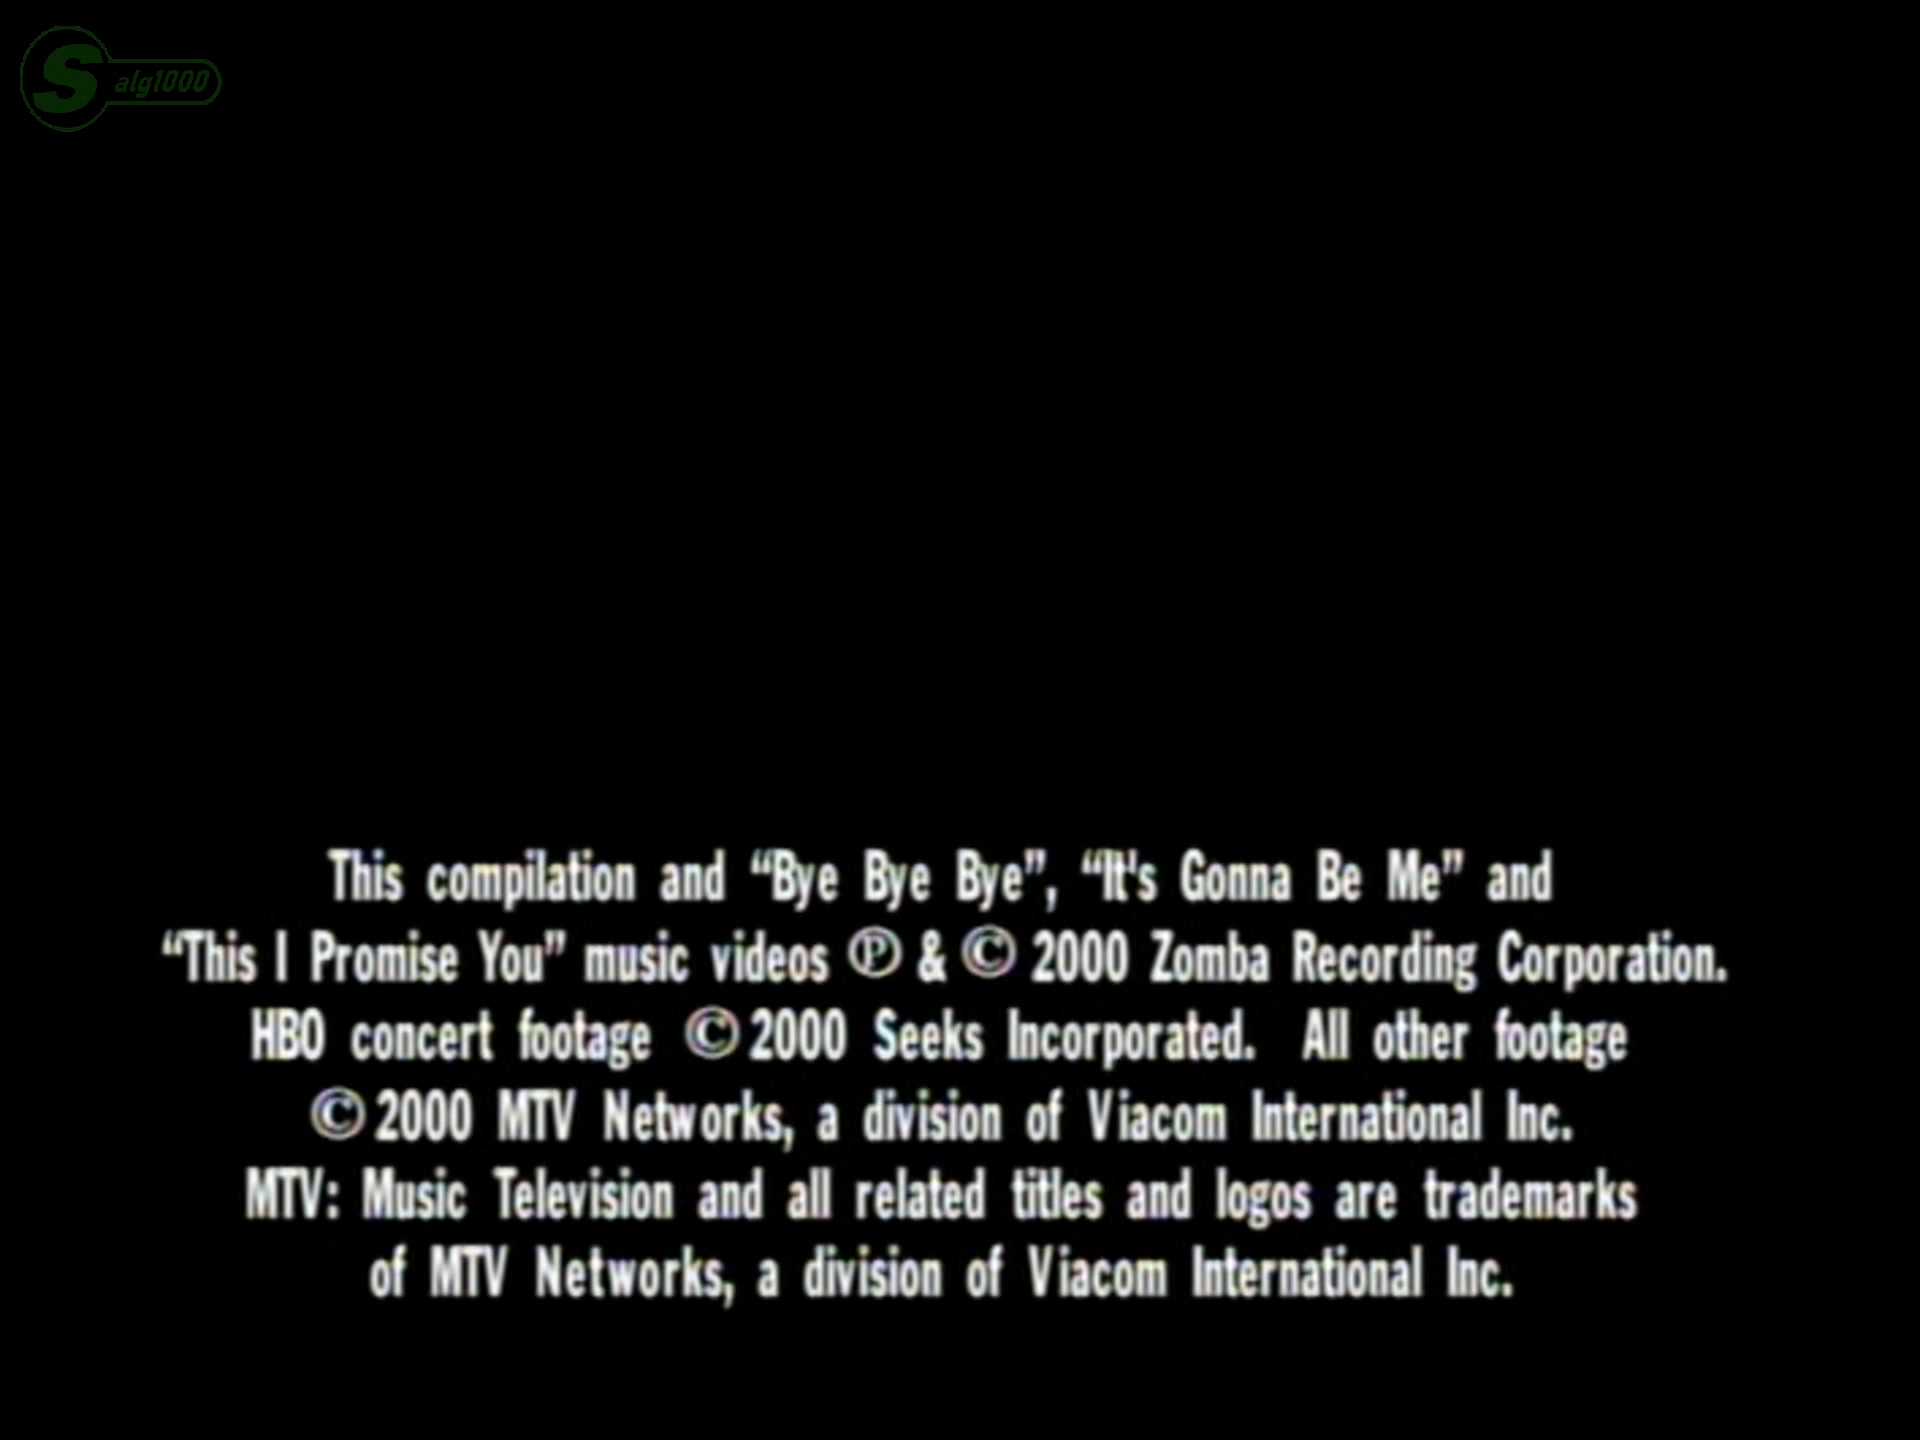 Salg1000
This compilation and “Bye Bye Bye”, “It's Gonna Be Me” and
“This I Promise You” music videos ℗ & © 2000 Zomba Recording Corporation.
HBO concert footage © 2000 Seeks Incorporated. All other footage
© 2000 MTV Networks, a division of Viacom International Inc.
MTV: Music Television and all related titles and logos are trademarks
of MTV Networks, a division of Viacom International Inc.